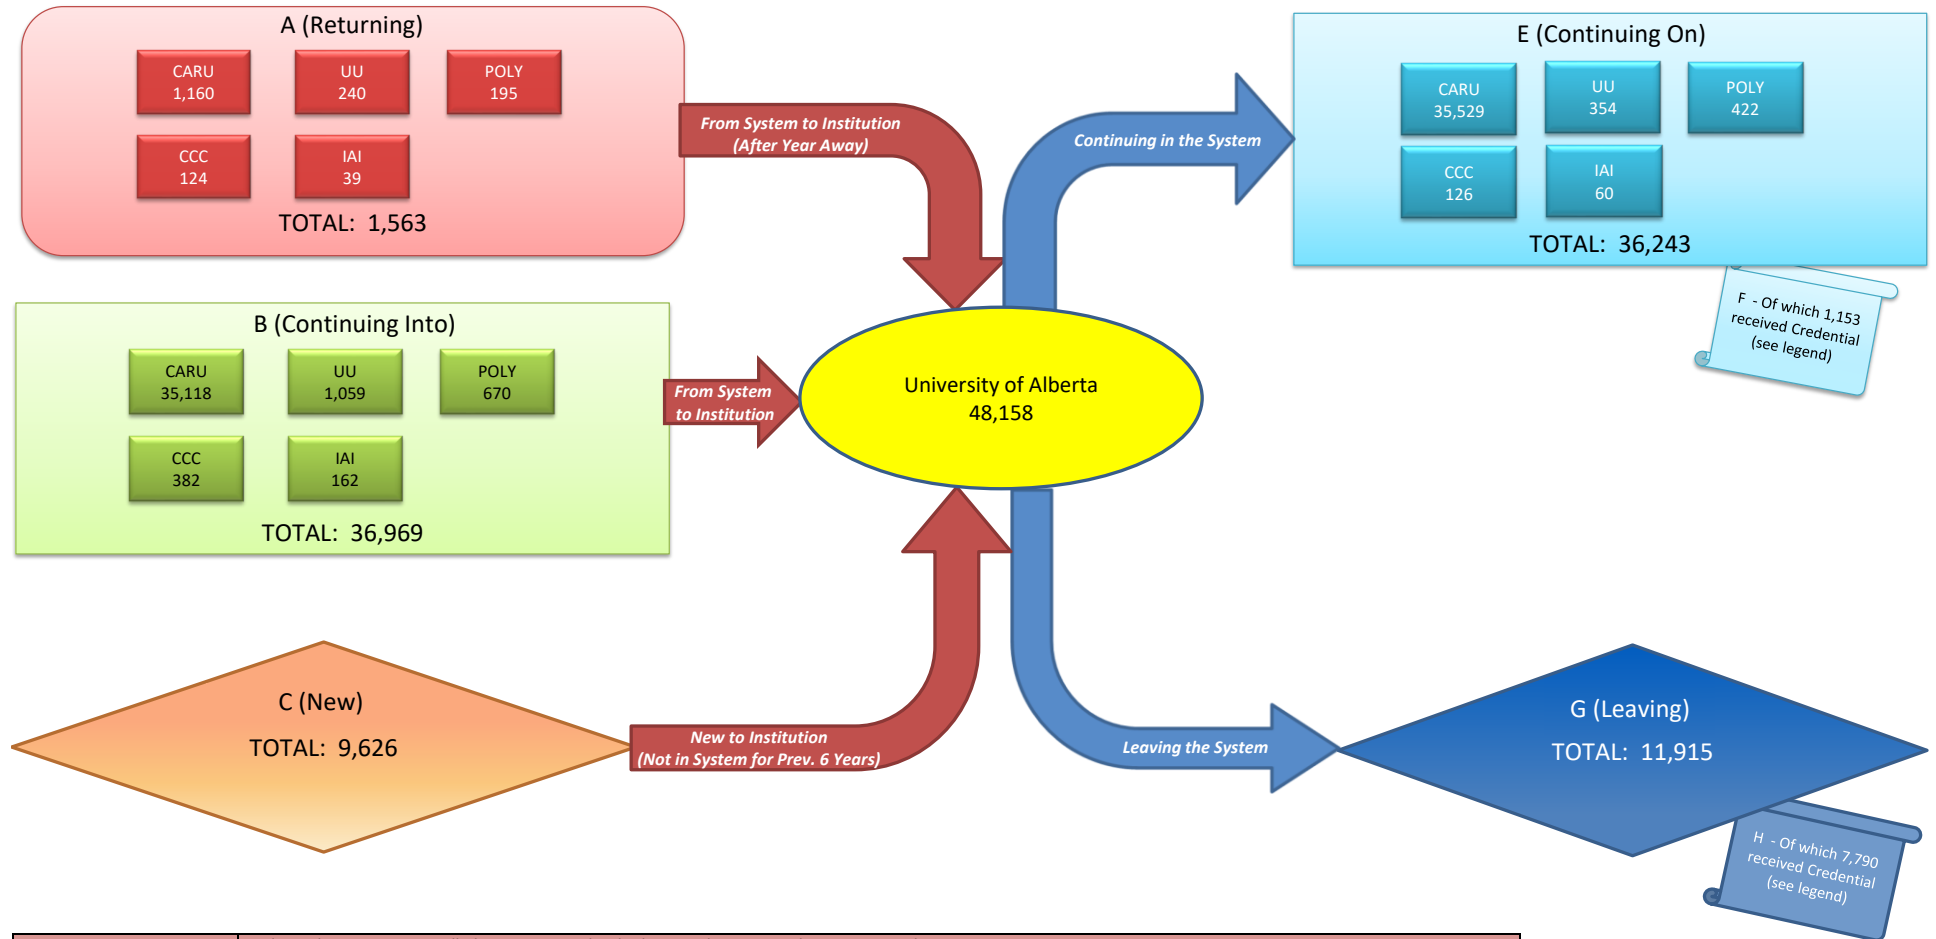 A (Returning)
CARU
1,160
UU
240
POLY
195
CCC
124
IAI
39
TOTAL: 1,563
From System to Institution
(After Year Away)
B (Continuing Into)
CARU
35,118
UU
1,059
POLY
670
CCC
382
IAI
162
TOTAL: 36,969
From System
to Institution
C (New)
TOTAL: 9,626
New to Institution
(Not in System for Prev. 6 Years)
University of Alberta
48,158
Continuing in the System
E (Continuing On)
CARU
35,529
UU
354
POLY
422
CCC
126
IAI
60
TOTAL: 36,243
F - Of which 1,153
received Credential
(see legend)
Leaving the System
G (Leaving)
TOTAL: 11,915
H - Of which 7,790
received Credential
(see legend)